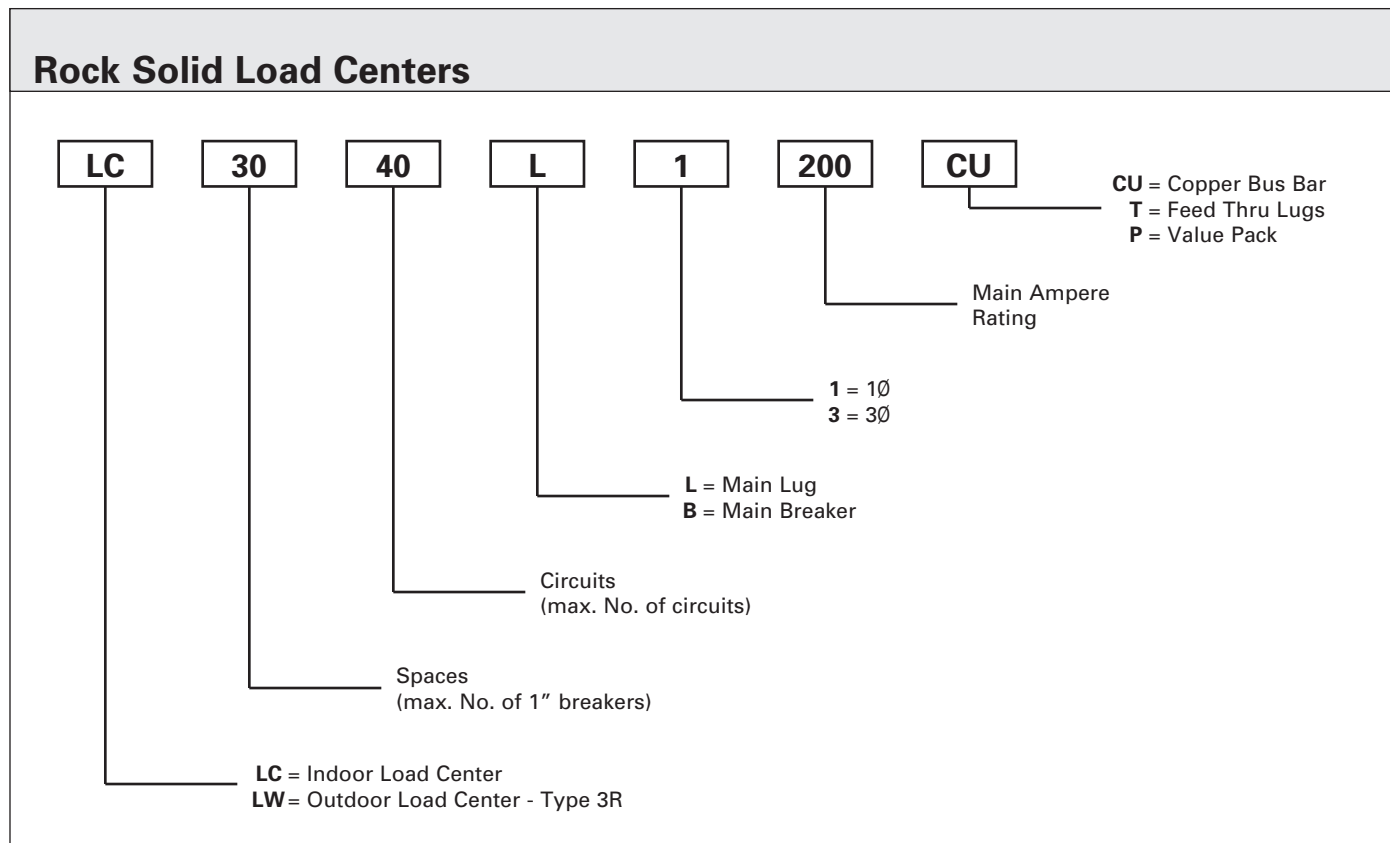 Rock Solid Load Centers
LC 30 40 L 1 200 CU
CU = Copper Bus Bar
T = Feed Thru Lugs
P = Value Pack
Main Ampere
Rating
1 = 1Ø
3 = 3Ø
L = Main Lug
B = Main Breaker
Circuits
(max. No. of circuits)
Spaces
(max. No. of 1” breakers)
LC = Indoor Load Center
LW = Outdoor Load Center - Type 3R